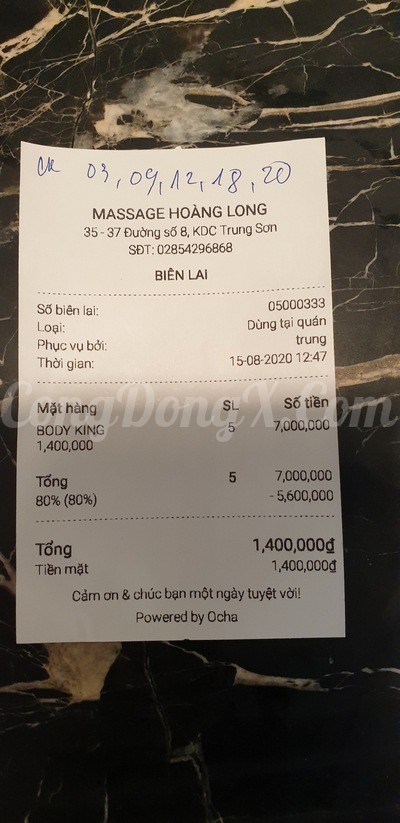 03, 09, 12, 18, 20
MASSAGE HOÀNG LONG
35 - 37 Đường số 8, KDC Trung Sơn
SĐT: 02854296868
BIÊN LAI
Số biên lai: 05000333
Loại: Dùng tại quán
Phục vụ bởi: trung
Thời gian: 15-08-2020 12:47
CongDongX.Com
Mặt hàng SL Số tiền
BODY KING 5 7,000,000
1,400,000
Tổng 5 7,000,000
80% (80%) - 5,600,000
Tổng 1,400,000₫
Tiền mặt 1,400,000₫
Cảm ơn & chúc bạn một ngày tuyệt vời!
Powered by Ocha